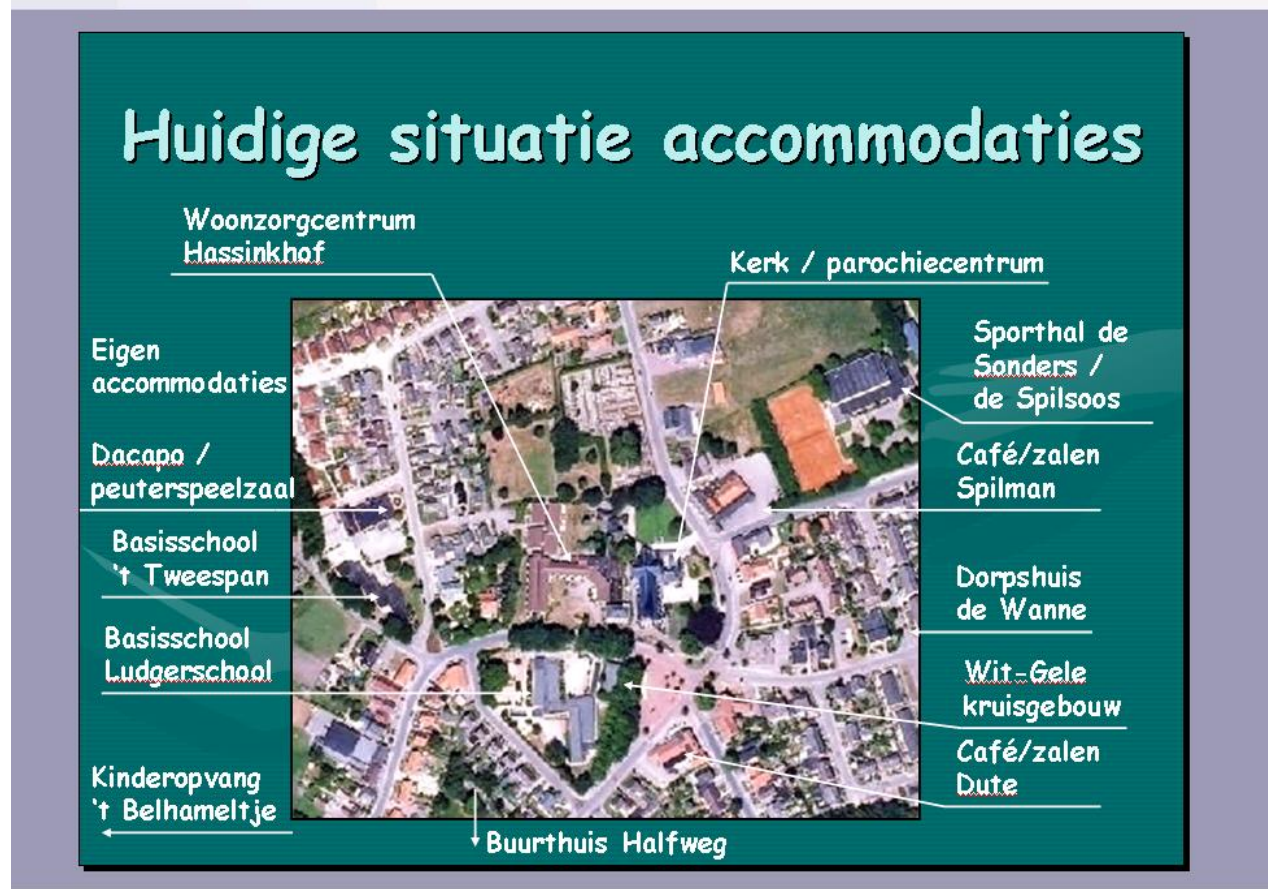 Huidige situatie accommodaties
Woonzorgcentrum
Hassinkhof
Kerk / parochiecentrum
Eigen
accommodaties
Sporthal de
Sonders /
de Spilsoos
Dacapo /
peuterspeelzaal
Café/zalen
Spilman
Basisschool
't Tweespan
Dorpshuis
de Wanne
Basisschool
Ludgerschool
Wit-Gele
kruisgebouw
Café/zalen
Dute
Kinderopvang
't Belhameltje
Buurthuis Halfweg